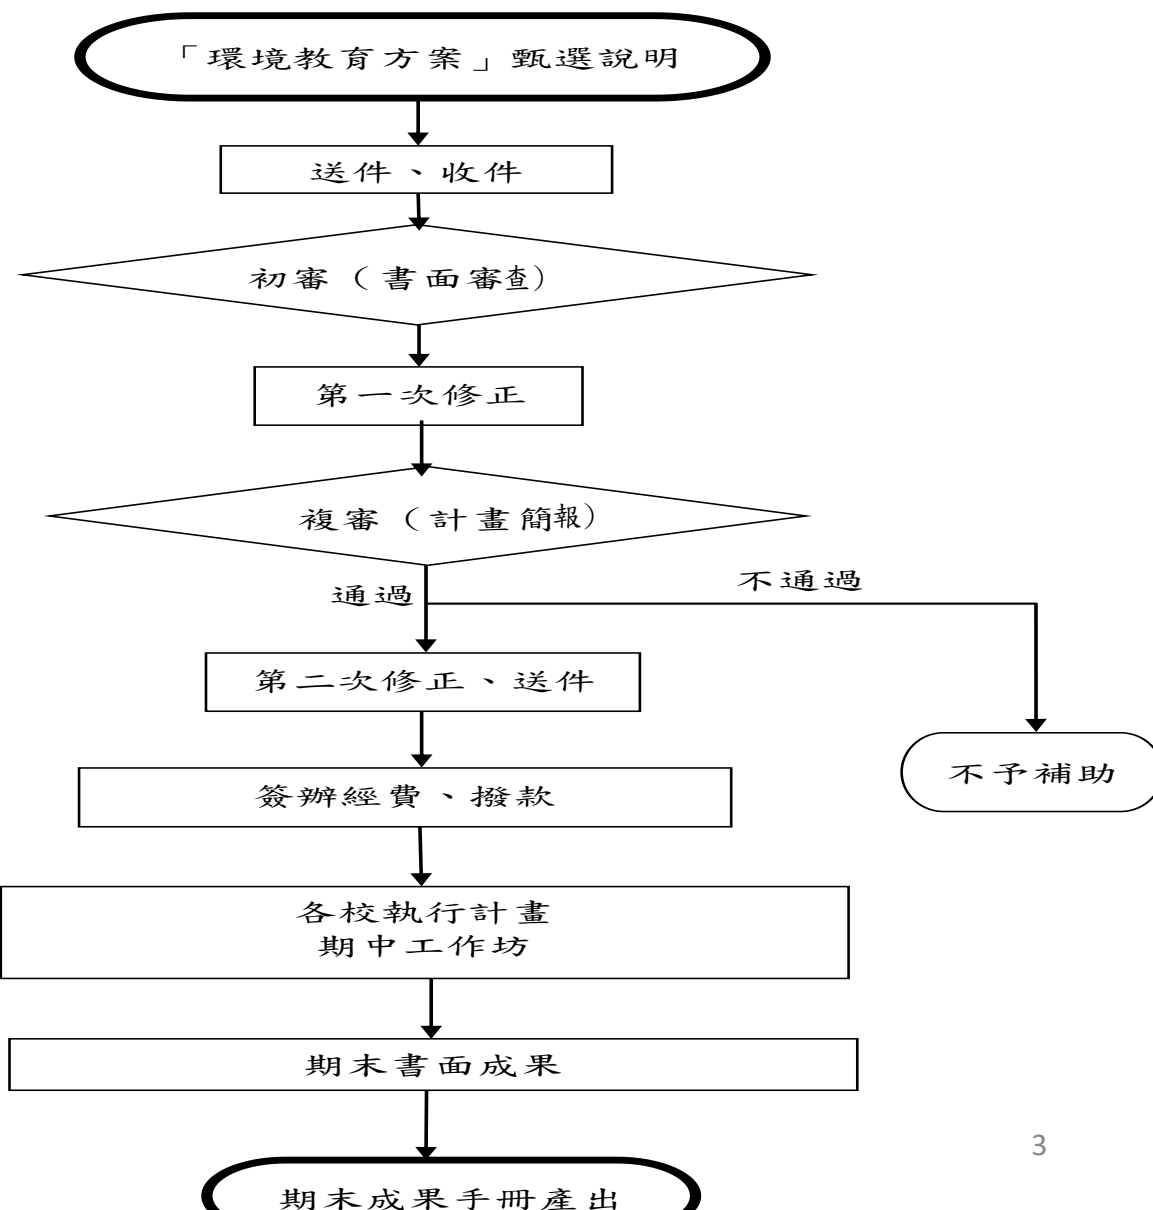 「環境教育方案」甄選說明
送件、收件
初審（書面審查）
第一次修正
複審（計畫簡報）
通過
不通過
第二次修正、送件
不予補助
簽辦經費、撥款
各校執行計畫
期中工作坊
期末書面成果
3
期末成果手冊產出